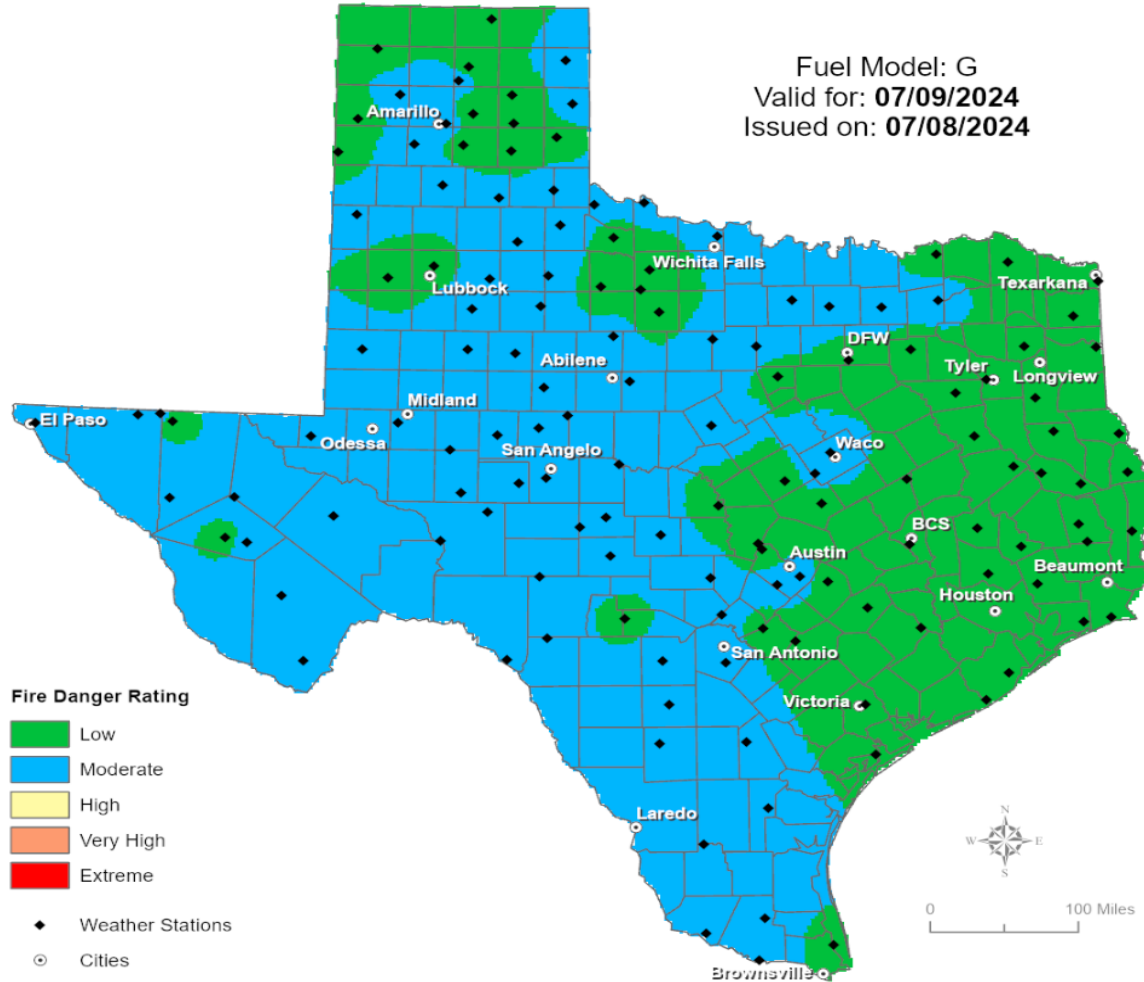 Fuel Model: G
Valid for: 07/09/2024
Issued on: 07/08/2024
Amarillo
Wichita Falls
Lubbock
Texarkana
DFW
Abilene
Tyler
Longview
Midland
El Paso
Odessa
Waco
San Angelo
BCS
Austin
Beaumont
Houston
San Antonio
Victoria
Laredo
Brownsville
Fire Danger Rating
Low
Moderate
High
Very High
Extreme
Weather Stations
Cities
N
W E
S
0 100 Miles